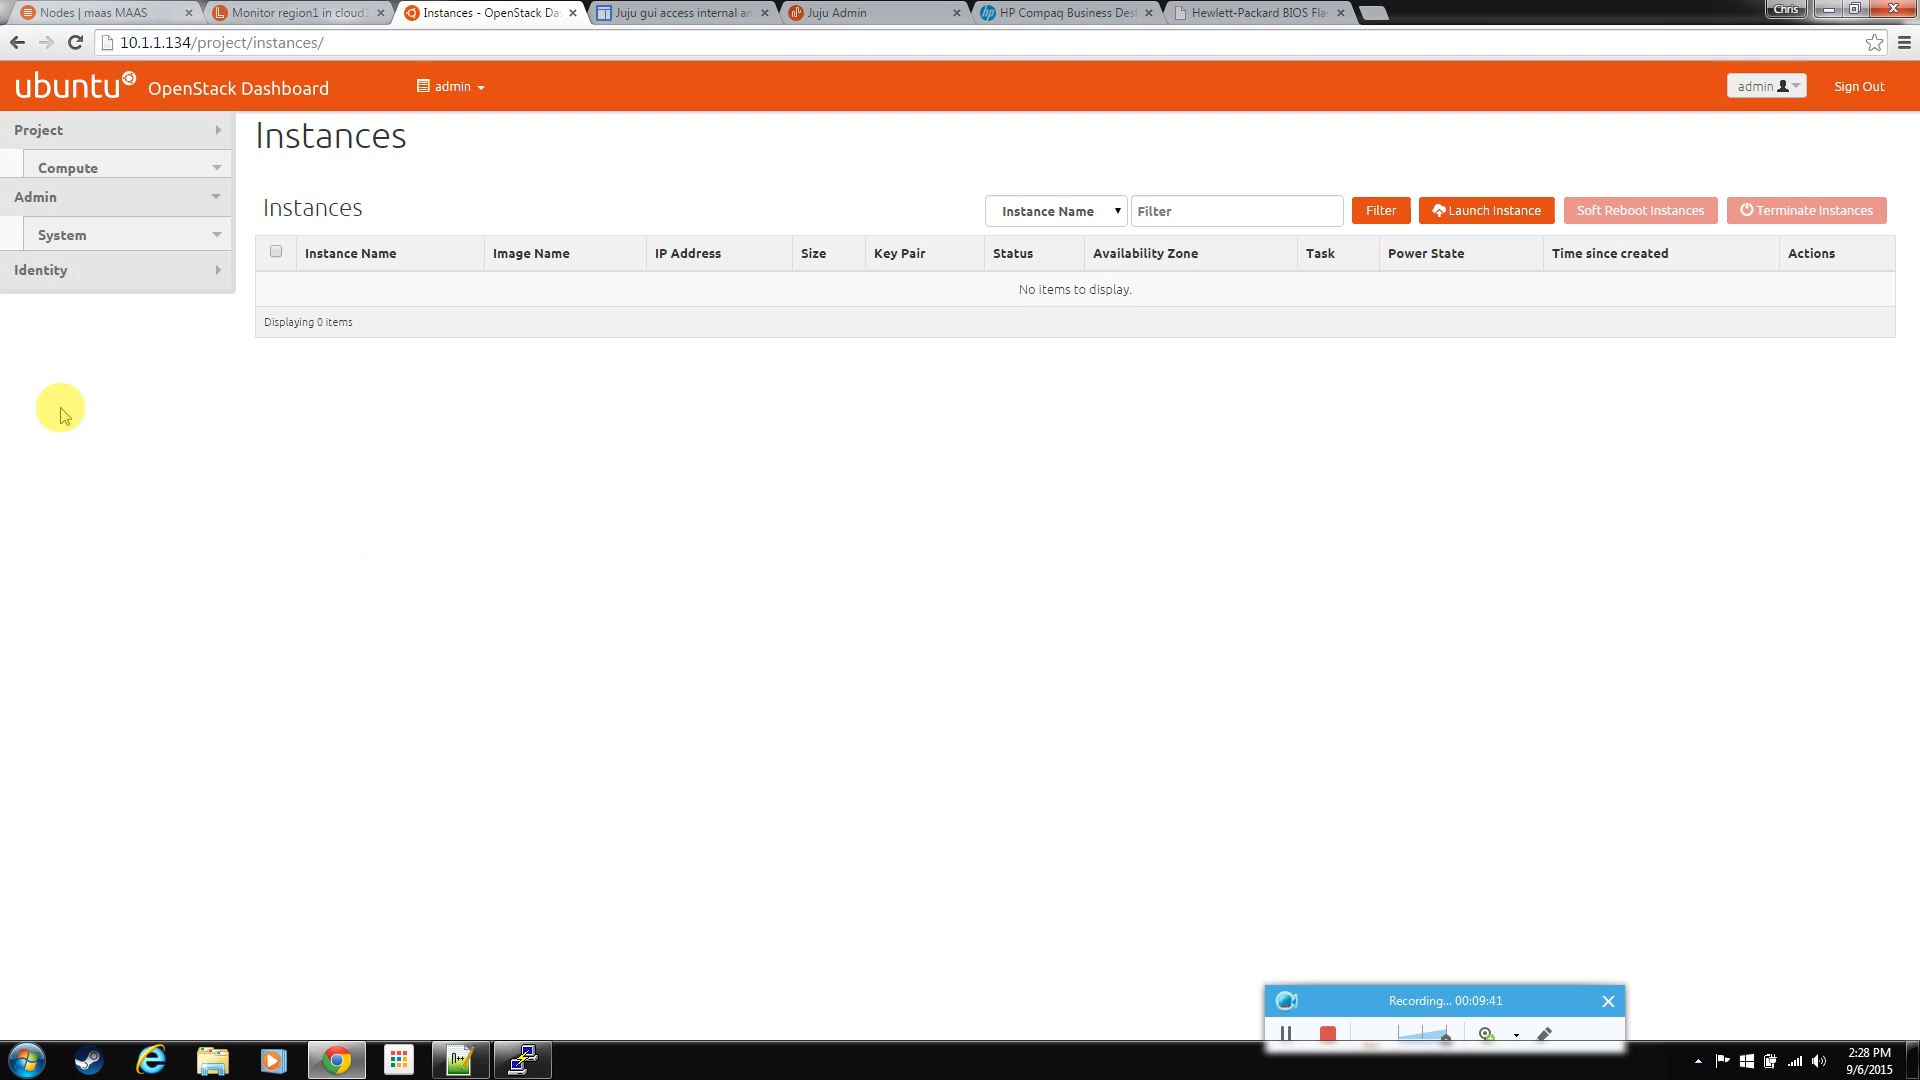 Nodes | maas MAAS
Monitor region1 in cloud
Instances - OpenStack Da
Juju gui access internal an
Juju Admin
HP Compaq Business Des
Hewlett-Packard BIOS Fla
Chris
10.1.1.134/project/instances/
ubuntu OpenStack Dashboard
admin
admin
Sign Out
Project
Compute
Admin
System
Identity
Instances
Instances
Instance Name
Filter
Filter
Launch Instance
Soft Reboot Instances
Terminate Instances
Instance Name Image Name IP Address Size Key Pair Status Availability Zone Task Power State Time since created Actions
No items to display.
Displaying 0 items
Recording... 00:09:41
2:28 PM
9/6/2015